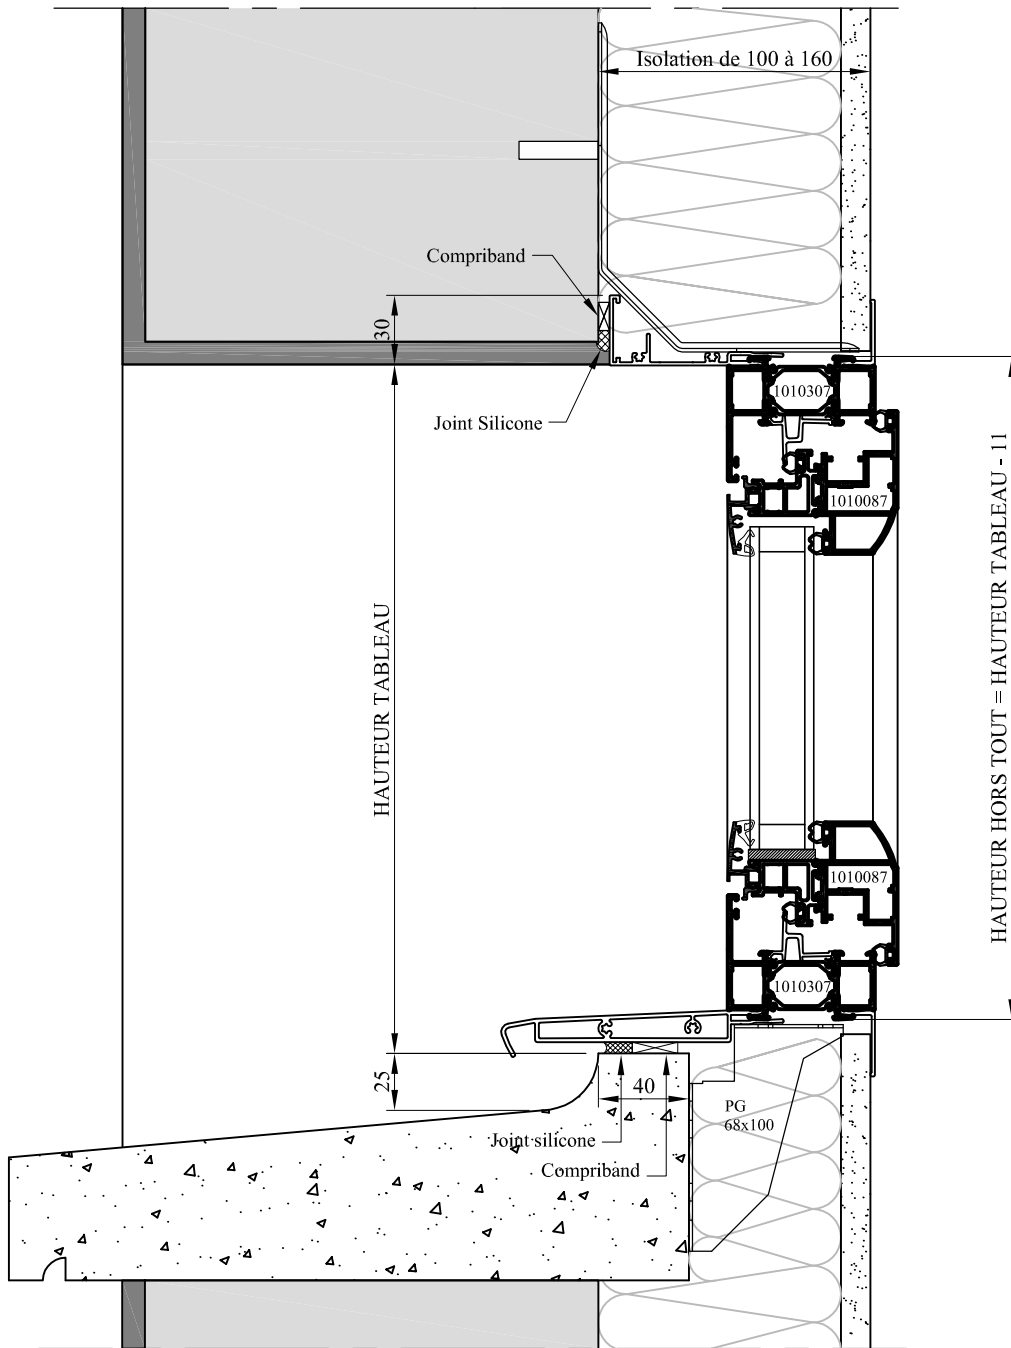 Isolation de 100 à 160
Compriband
30
Joint Silicone
1010307
1010087
HAUTEUR TABLEAU
HAUTEUR HORS TOUT = HAUTEUR TABLEAU - 11
1010087
1010307
25
40
PG
68x100
Joint silicone
Compriband